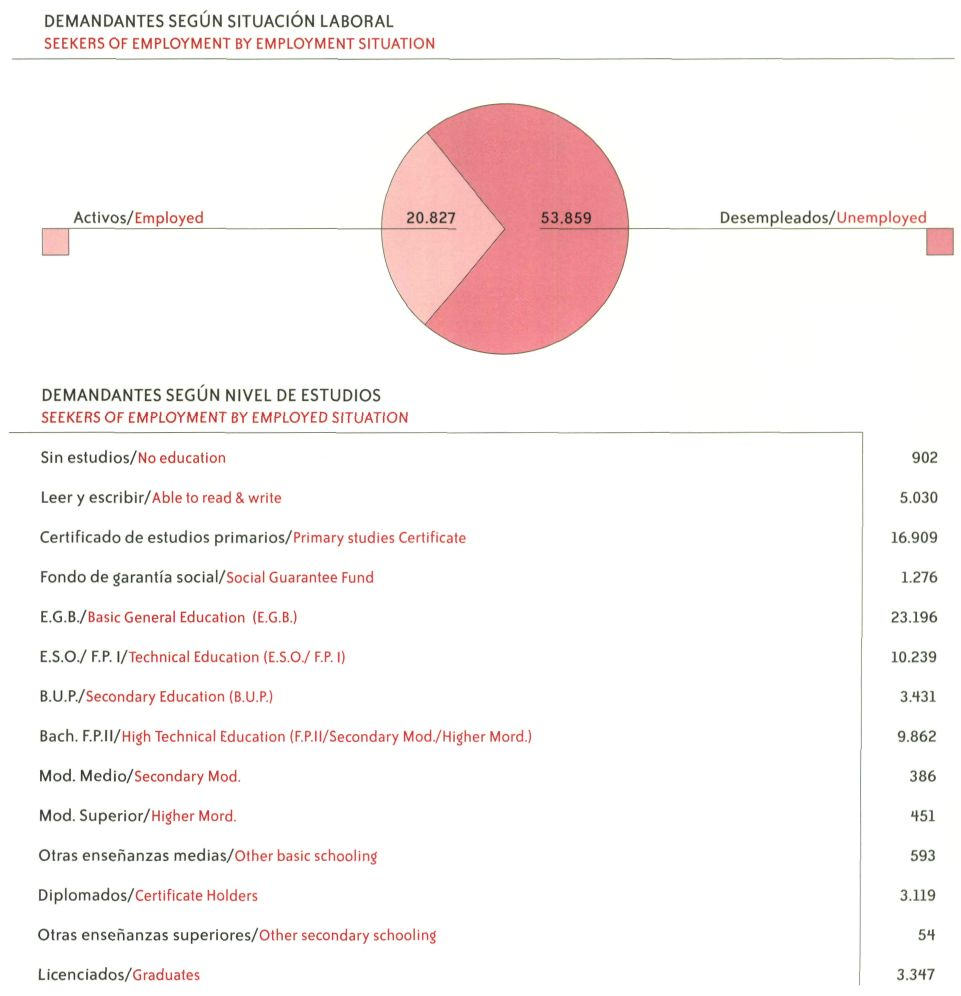 DEMANDANTES SEGÚN SITUACIÓN LABORAL
SEEKERS OF EMPLOYMENT BY EMPLOYMENT SITUATION
Activos/Employed 20.827 53.859 Desempleados/Unemployed
DEMANDANTES SEGÚN NIVEL DE ESTUDIOS
SEEKERS OF EMPLOYMENT BY EMPLOYED SITUATION
Sin estudios/No education 902
Leer y escribir/Able to read & write 5.030
Certificado de estudios primarios/Primary studies Certificate 16.909
Fondo de garantía social/Social Guarantee Fund 1.276
E.G.B./Basic General Education (E.G.B.) 23.196
E.S.O./ F.P. I/Technical Education (E.S.O./ F.P. I) 10.239
B.U.P./Secondary Education (B.U.P.) 3.431
Bach. F.P.II/High Technical Education (F.P.II/Secondary Mod./Higher Mord.) 9.862
Mod. Medio/Secondary Mod. 386
Mod. Superior/Higher Mord. 451
Otras enseñanzas medias/Other basic schooling 593
Diplomados/Certificate Holders 3.119
Otras enseñanzas superiores/Other secondary schooling 54
Licenciados/Graduates 3.347